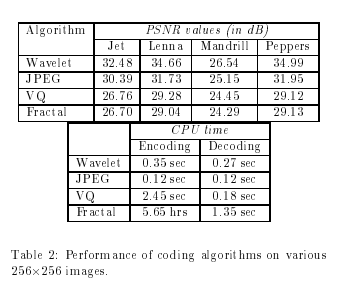 Algorithm PSNR values (in dB)
Jet Lenna Mandrill Peppers
Wavelet 32.48 34.66 26.54 34.99
JPEG 30.39 31.73 25.15 31.95
VQ 26.76 29.28 24.45 29.12
Fractal 26.70 29.04 24.29 29.13
CPU time
Encoding Decoding
Wavelet 0.35 sec 0.27 sec
JPEG 0.12 sec 0.12 sec
VQ 2.45 sec 0.18 sec
Fractal 5.65 hrs 1.35 sec
Table 2: Performance of coding algorithms on various
256×256 images.